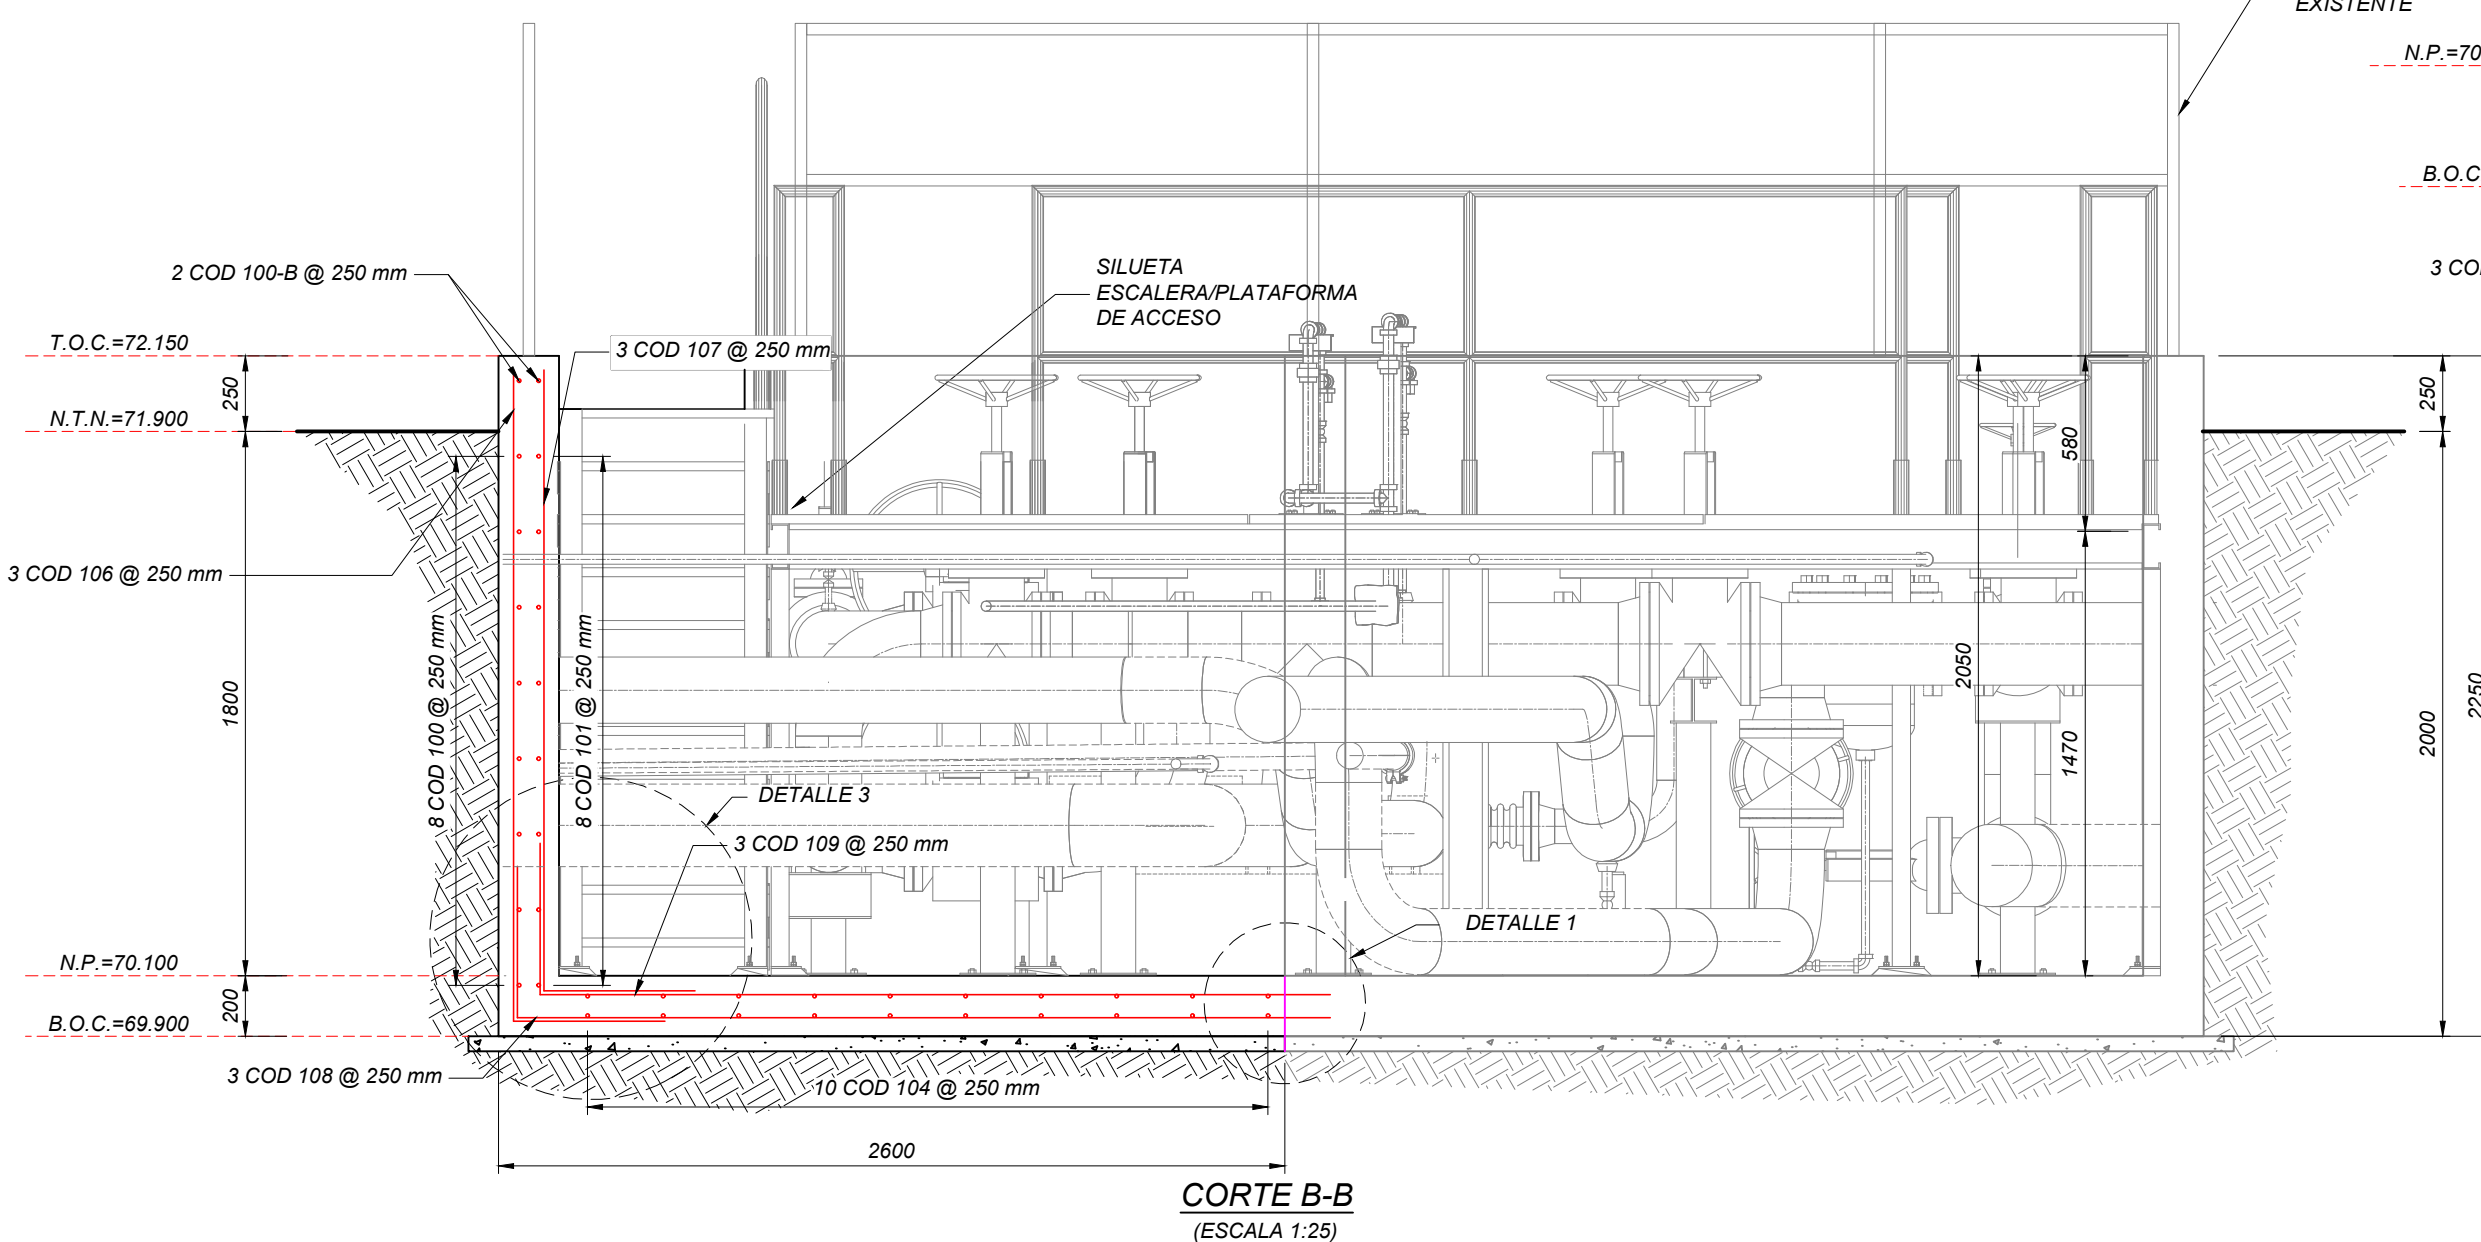 EXISTENTE
N.P.=70
B.O.C
3 CO
2 COD 100-B @ 250 mm
SILUETA
ESCALERA/PLATAFORMA
DE ACCESO
T.O.C.=72.150
3 COD 107 @ 250 mm
250
250
N.T.N.=71.900
580
3 COD 106 @ 250 mm
8 COD 100 @ 250 mm
8 COD 101 @ 250 mm
1800
2050
1470
2000
2250
DETALLE 3
3 COD 109 @ 250 mm
DETALLE 1
N.P.=70.100
200
B.O.C.=69.900
3 COD 108 @ 250 mm
10 COD 104 @ 250 mm
2600
CORTE B-B
(ESCALA 1:25)